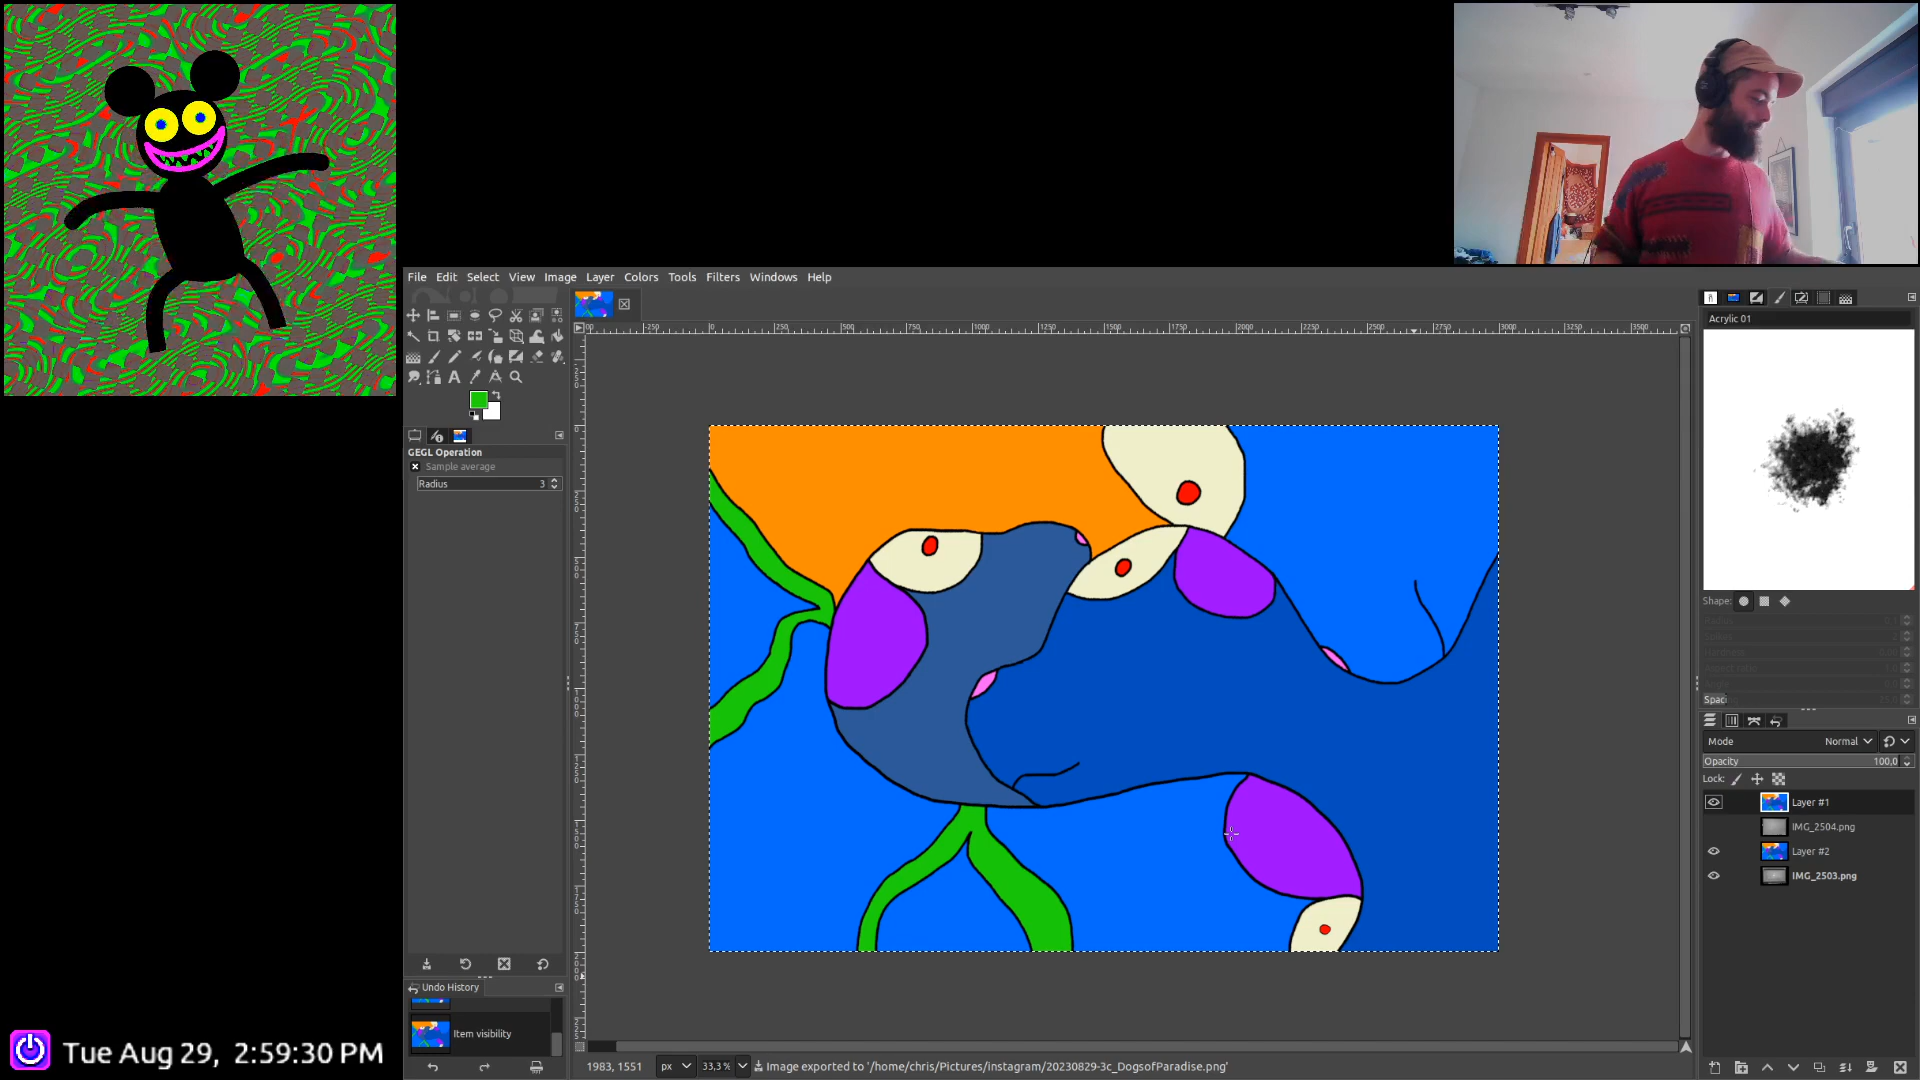 File Edit Select View Image Layer Colors Tools Filters Windows Help
GEGL Operation
Sample average
Radius 3
Undo History
Item visibility
Tue Aug 29, 2:59:30 PM
1983, 1551 px 33,3 % Image exported to '/home/chris/Pictures/instagram/20230829-3c_DogsofParadise.png'
Acrylic 01
Shape:
Spaci
Mode Normal
Opacity 100,0
Lock:
Layer #1
IMG_2504.png
Layer #2
IMG_2503.png